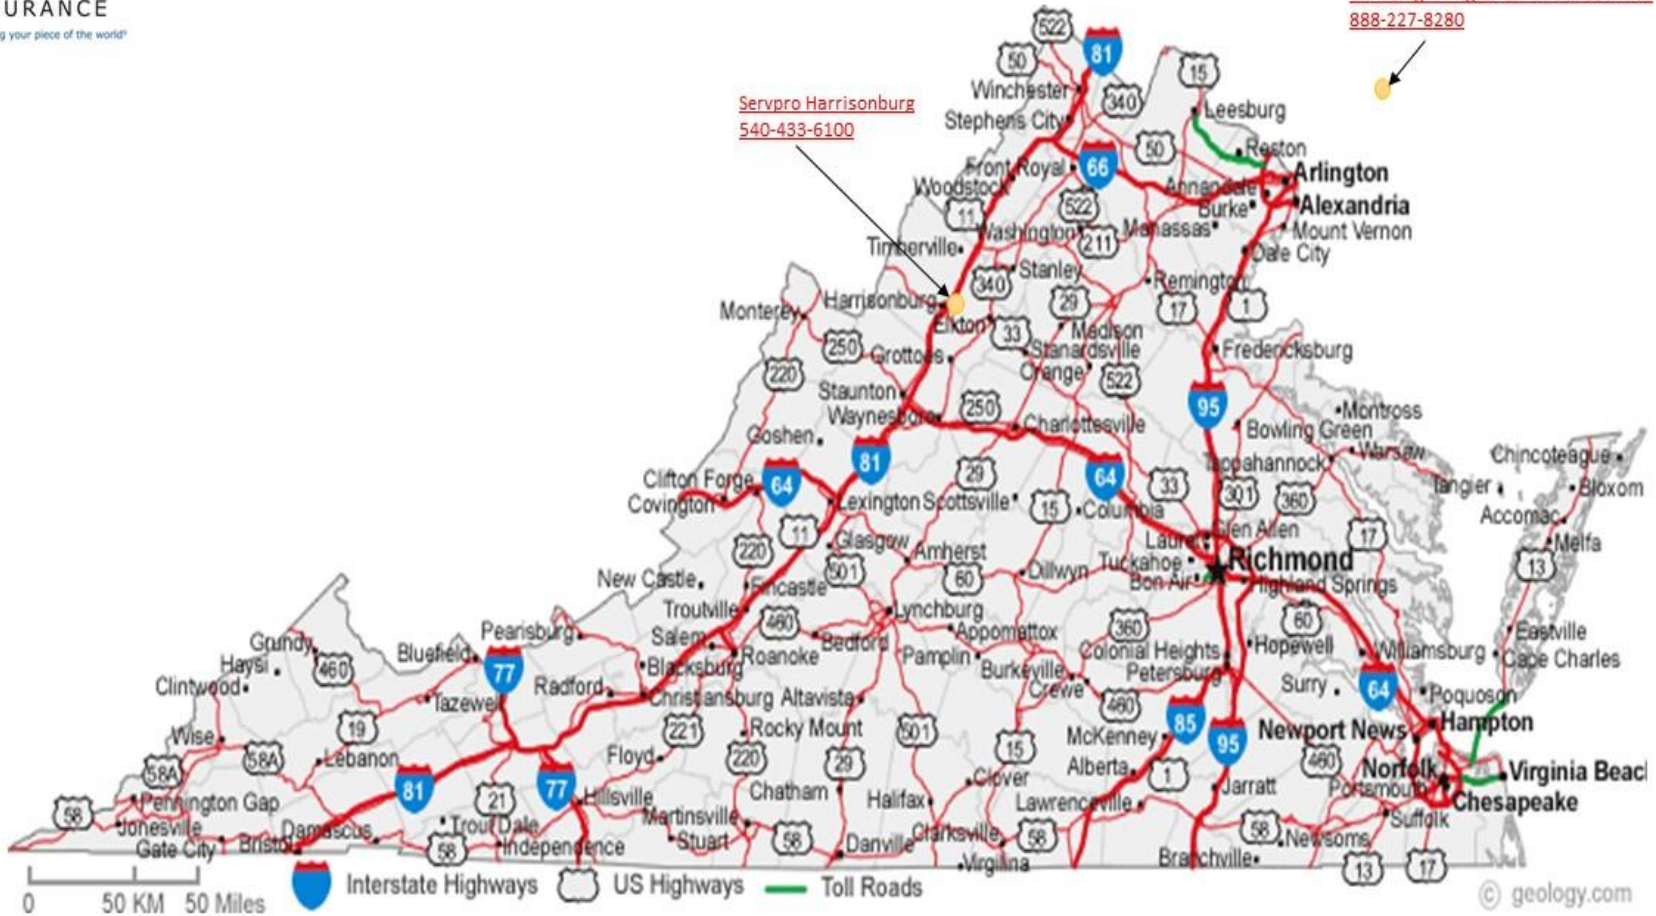 URANCE
g your piece of the world®
888-227-8280
Servpro Harrisonburg
540-433-6100
522
81
50
15
Winchester
340
Leesburg
Stephens City
50
Reston
Front Royal
66
Arlington
Woodstock
Annandale
11
522
Burke
Alexandria
Washington
211
Manassas
Mount Vernon
Timberville
Dale City
Stanley
340
Remington
Monterey
Harrisonburg
29
17
1
Elkton
33
Madison
250
Grottoes
Stanardsville
Fredericksburg
220
Orange
522
Staunton
95
Waynesboro
250
Charlottesville
Montross
Goshen
81
Bowling Green
Warsaw
Chincoteague
Clifton Forge
64
29
64
33
Tappahannock
301
360
Tangier
Bloxom
Covington
Lexington
Scottsville
15
Columbia
Accomac
11
Glen Allen
17
220
Glasgow
Amherst
Laurel
Melfa
Tuckahoe
Richmond
13
New Castle
501
60
Dillwyn
Bon Air
Highland Springs
Fincastle
Troutville
460
Lynchburg
360
60
Pearisburg
Salem
Bedford
Appomattox
Eastville
Grundy
Bluefield
77
Roanoke
Pamplin
Colonial Heights
Hopewell
Williamsburg
Cape Charles
Haysi
460
Blacksburg
Burkeville
Petersburg
Clintwood
Radford
Crewe
Surry
64
Poquoson
Tazewell
Christiansburg
Altavista
460
85
Hampton
Wise
19
221
Rocky Mount
501
McKenney
95
Newport News
58A
58A
Lebanon
Floyd
220
29
15
Alberta
1
460
Norfolk
Virginia Beac
81
77
Clover
Jarratt
Portsmouth
Chesapeake
58
Pennington Gap
21
Hillsville
Chatham
Halifax
Lawrenceville
Suffolk
Jonesville
Damascus
Trout Dale
Martinsville
Clarksville
58
58
Newsoms
Gate City
Bristol
58
Independence
Stuart
58
Danville
Virgilina
Branchville
13
17
0
50 KM
50 Miles
Interstate Highways
US Highways
Toll Roads
© geology.com